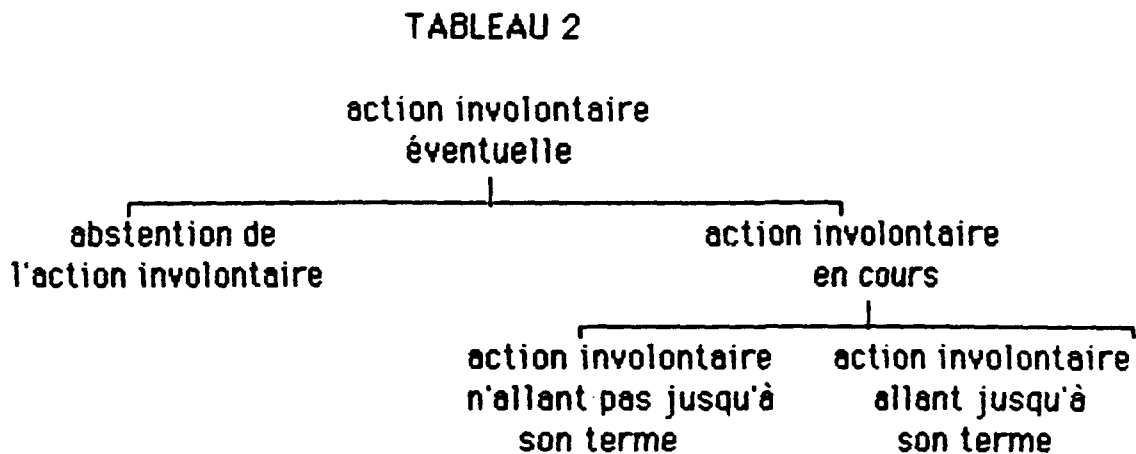 TABLEAU 2
action involontaire
éventuelle
abstention de
l'action involontaire
action involontaire
en cours
action involontaire
n'allant pas jusqu'à
son terme
action involontaire
allant jusqu'à
son terme